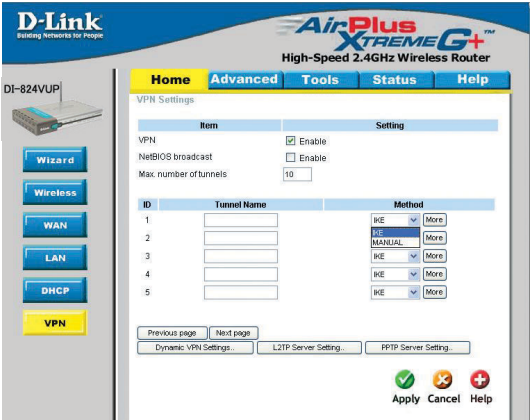 D-Link
Building Networks for People
AirPlus
XTREME G+™
High-Speed 2.4GHz Wireless Router
DI-824VUP
Home Advanced Tools Status Help
VPN Settings
Item Setting
VPN Enable
NetBIOS broadcast Enable
Max. number of tunnels 10
ID Tunnel Name Method
1 IKE More
IKE
MANUAL
2 More
3 IKE More
4 IKE More
5 IKE More
Wizard
Wireless
WAN
LAN
DHCP
VPN
Previous page Next page
Dynamic VPN Settings.. L2TP Server Setting.. PPTP Server Setting..
Apply Cancel Help